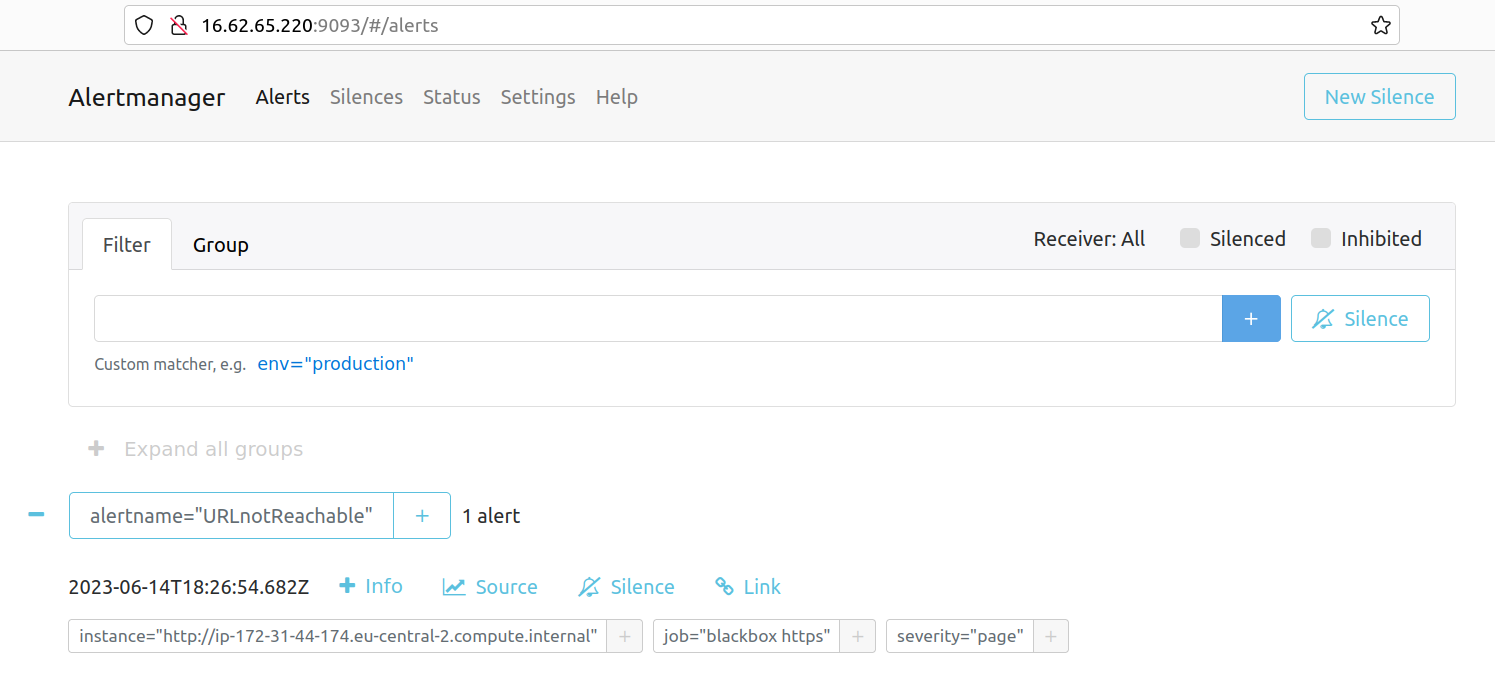 16.62.65.220:9093/#/alerts
Alertmanager Alerts Silences Status Settings Help New Silence
Filter Group Receiver: All Silenced Inhibited
+ Silence
Custom matcher, e.g. env="production"
+ Expand all groups
- alertname="URLnotReachable" + 1 alert
2023-06-14T18:26:54.682Z + Info Source Silence Link
instance="http://ip-172-31-44-174.eu-central-2.compute.internal" + job="blackbox https" + severity="page" +